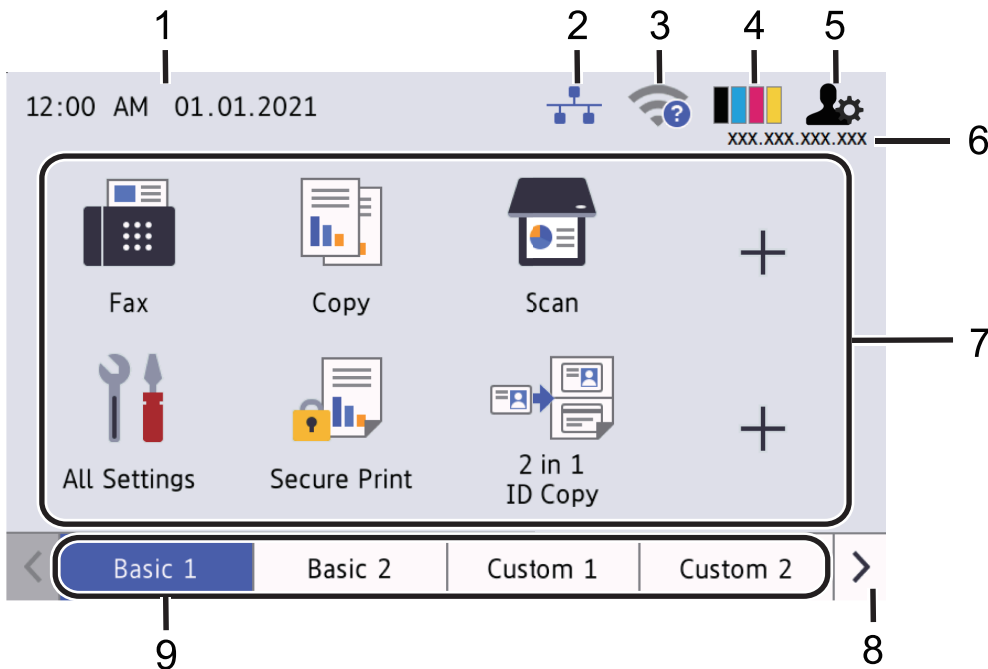 1 2 3 4 5
12:00 AM 01.01.2021
?
XXX.XXX.XXX.XXX 6
Fax Copy Scan
7
All Settings Secure Print 2 in 1
ID Copy
Basic 1 Basic 2 Custom 1 Custom 2
9 8